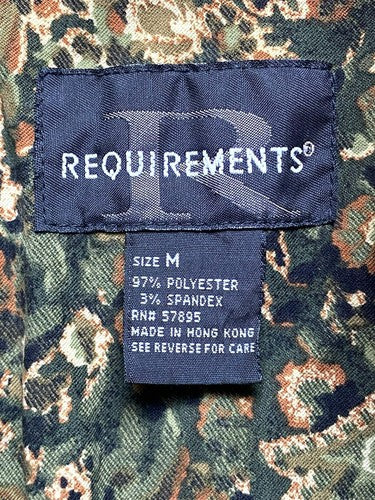 REQUIREMENTS®
SIZE M
97% POLYESTER
3% SPANDEX
RN# 57895
MADE IN HONG KONG
SEE REVERSE FOR CARE